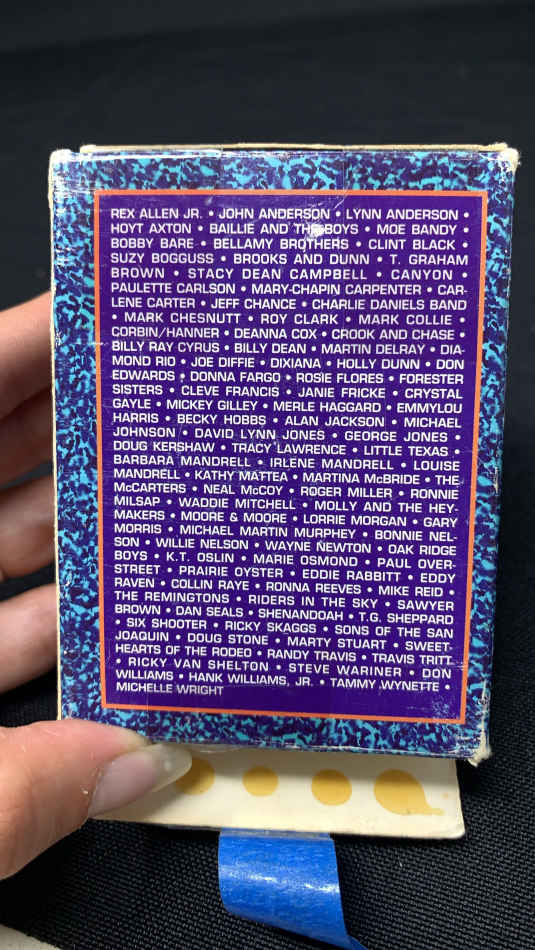 REX ALLEN JR. • JOHN ANDERSON • LYNN ANDERSON •
HOYT AXTON • BAILLIE AND THE BOYS • MOE BANDY •
BOBBY BARE • BELLAMY BROTHERS • CLINT BLACK •
SUZY BOGGUSS • BROOKS AND DUNN • T. GRAHAM
BROWN • STACY DEAN CAMPBELL • CANYON •
PAULETTE CARLSON • MARY-CHAPIN CARPENTER • CAR-
LENE CARTER • JEFF CHANCE • CHARLIE DANIELS BAND
• MARK CHESNUTT • ROY CLARK • MARK COLLIE •
CORBIN/HANNER • DEANNA COX • CROOK AND CHASE •
BILLY RAY CYRUS • BILLY DEAN • MARTIN DELRAY • DIA-
MOND RIO • JOE DIFFIE • DIXIANA • HOLLY DUNN • DON
EDWARDS • DONNA FARGO • ROSIE FLORES • FORESTER
SISTERS • CLEVE FRANCIS • JANIE FRICKE • CRYSTAL
GAYLE • MICKEY GILLEY • MERLE HAGGARD • EMMYLOU
HARRIS • BECKY HOBBS • ALAN JACKSON • MICHAEL
JOHNSON • DAVID LYNN JONES • GEORGE JONES •
DOUG KERSHAW • TRACY LAWRENCE • LITTLE TEXAS •
BARBARA MANDRELL • IRLENE MANDRELL • LOUISE
MANDRELL • KATHY MATTEA • MARTINA McBRIDE • THE
McCARTERS • NEAL McCOY • ROGER MILLER • RONNIE
MILSAP • WADDIE MITCHELL • MOLLY AND THE HEY-
MAKERS • MOORE & MOORE • LORRIE MORGAN • GARY
MORRIS • MICHAEL MARTIN MURPHEY • BONNIE NEL-
SON • WILLIE NELSON • WAYNE NEWTON • OAK RIDGE
BOYS • K.T. OSLIN • MARIE OSMOND • PAUL OVER-
STREET • PRAIRIE OYSTER • EDDIE RABBITT • EDDY
RAVEN • COLLIN RAYE • RONNA REEVES • MIKE REID •
THE REMINGTONS • RIDERS IN THE SKY • SAWYER
BROWN • DAN SEALS • SHENANDOAH • T.G. SHEPPARD
• SIX SHOOTER • RICKY SKAGGS • SONS OF THE SAN
JOAQUIN • DOUG STONE • MARTY STUART • SWEET-
HEARTS OF THE RODEO • RANDY TRAVIS • TRAVIS TRITT
• RICKY VAN SHELTON • STEVE WARINER • DON
WILLIAMS • HANK WILLIAMS, JR. • TAMMY WYNETTE •
MICHELLE WRIGHT